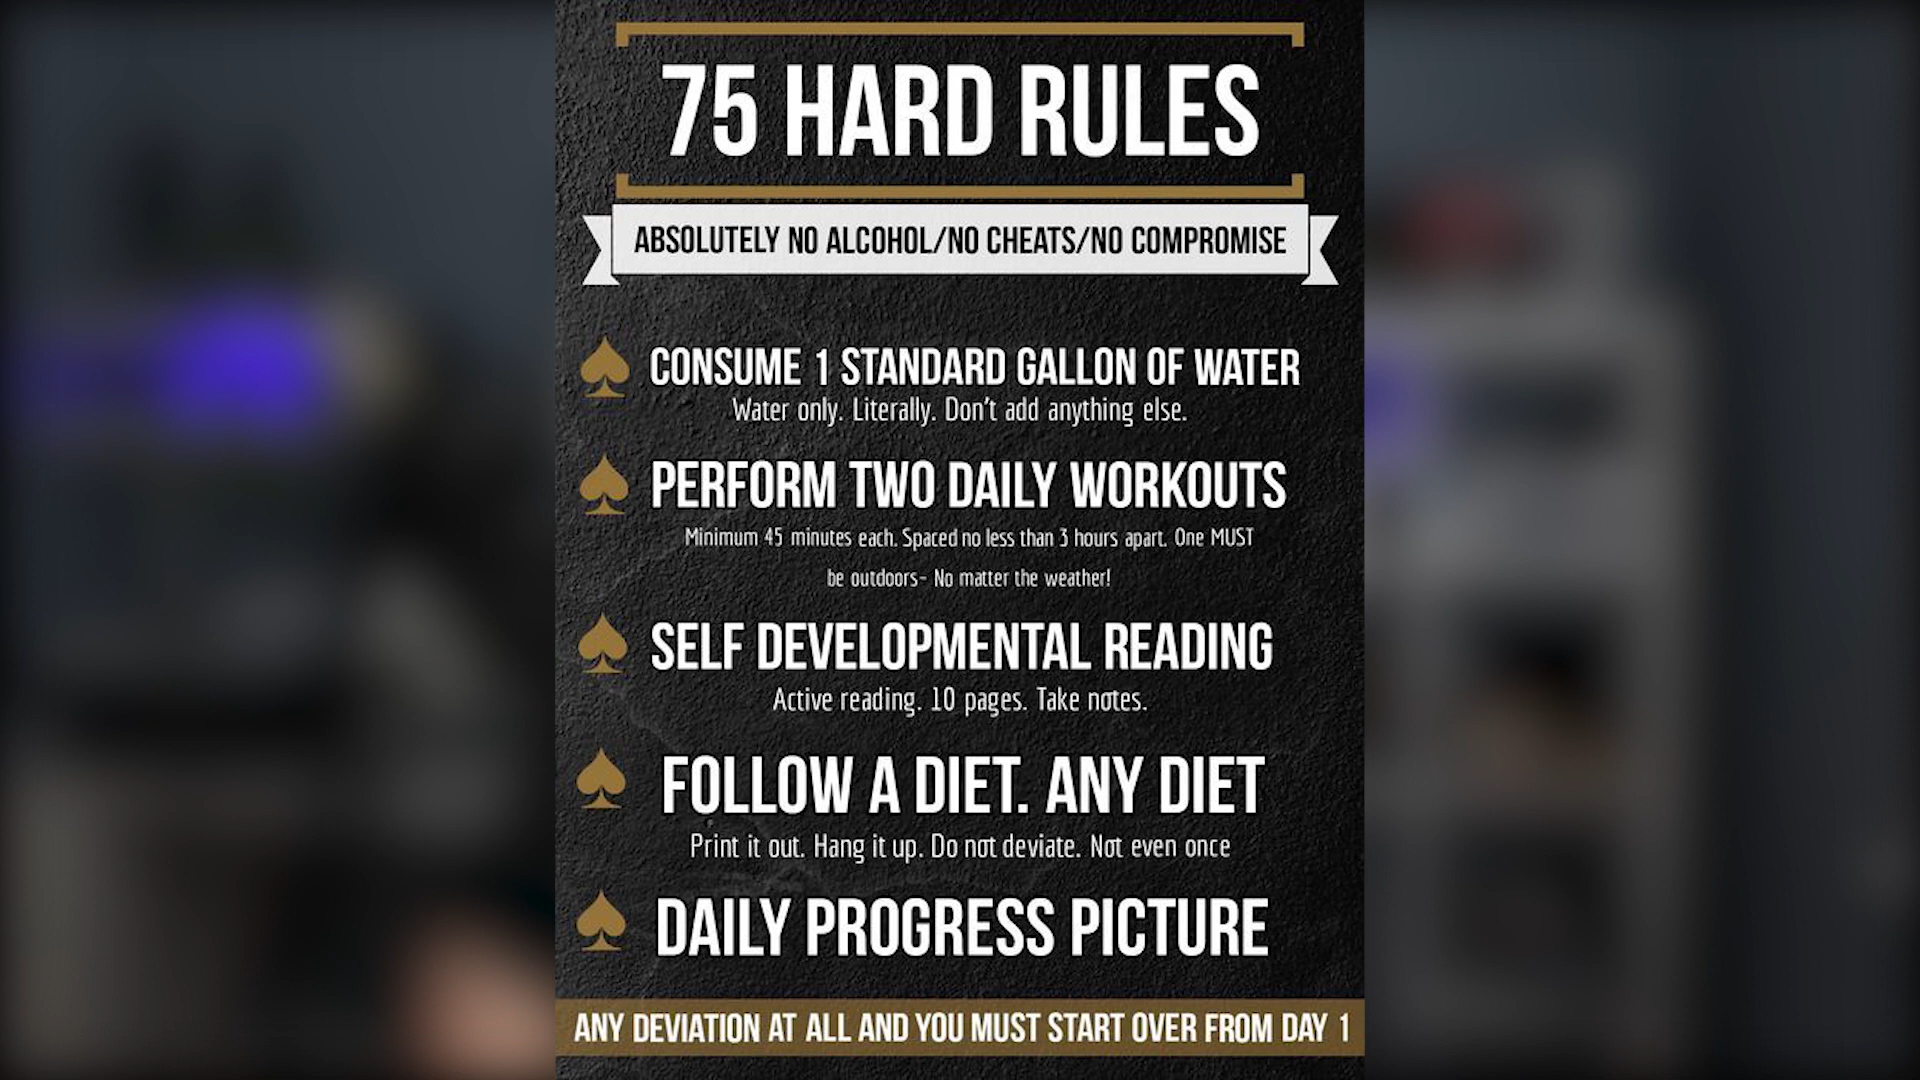 75 HARD RULES
ABSOLUTELY NO ALCOHOL/NO CHEATS/NO COMPROMISE
CONSUME 1 STANDARD GALLON OF WATER
Water only. Literally. Don't add anything else.
PERFORM TWO DAILY WORKOUTS
Minimum 45 minutes each. Spaced no less than 3 hours apart. One MUST
be outdoors- No matter the weather!
SELF DEVELOPMENTAL READING
Active reading. 10 pages. Take notes.
FOLLOW A DIET. ANY DIET
Print it out. Hang it up. Do not deviate. Not even once
DAILY PROGRESS PICTURE
ANY DEVIATION AT ALL AND YOU MUST START OVER FROM DAY 1